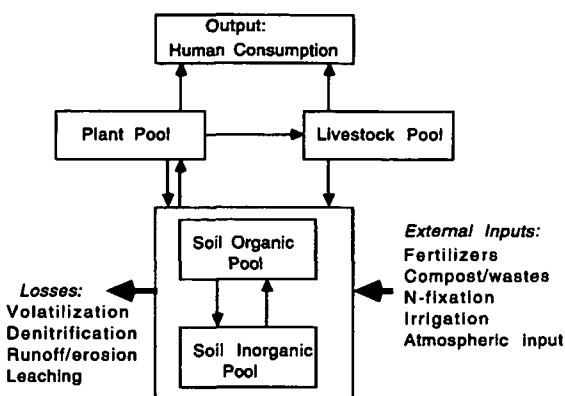 Output:
Human Consumption
Plant Pool
Livestock Pool
Soil Organic
Pool
Soil Inorganic
Pool
External Inputs:
Fertilizers
Compost/wastes
N-fixation
Irrigation
Atmospheric input
Losses:
Volatilization
Denitrification
Runoff/erosion
Leaching